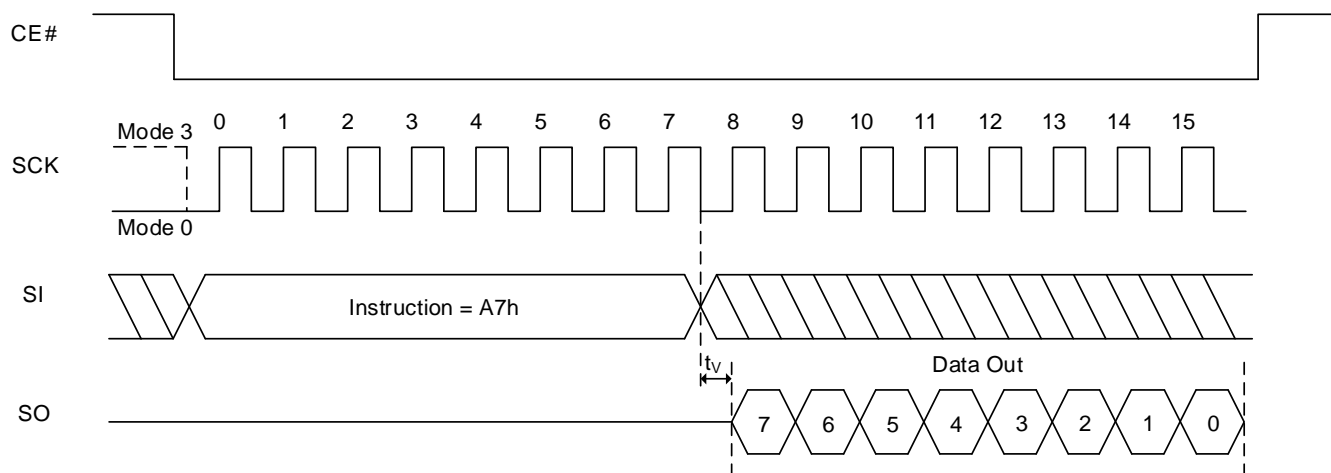 CE#
0 1 2 3 4 5 6 7 8 9 10 11 12 13 14 15
Mode 3
SCK
Mode 0
SI
Instruction = A7h
tV
Data Out
SO
7 6 5 4 3 2 1 0